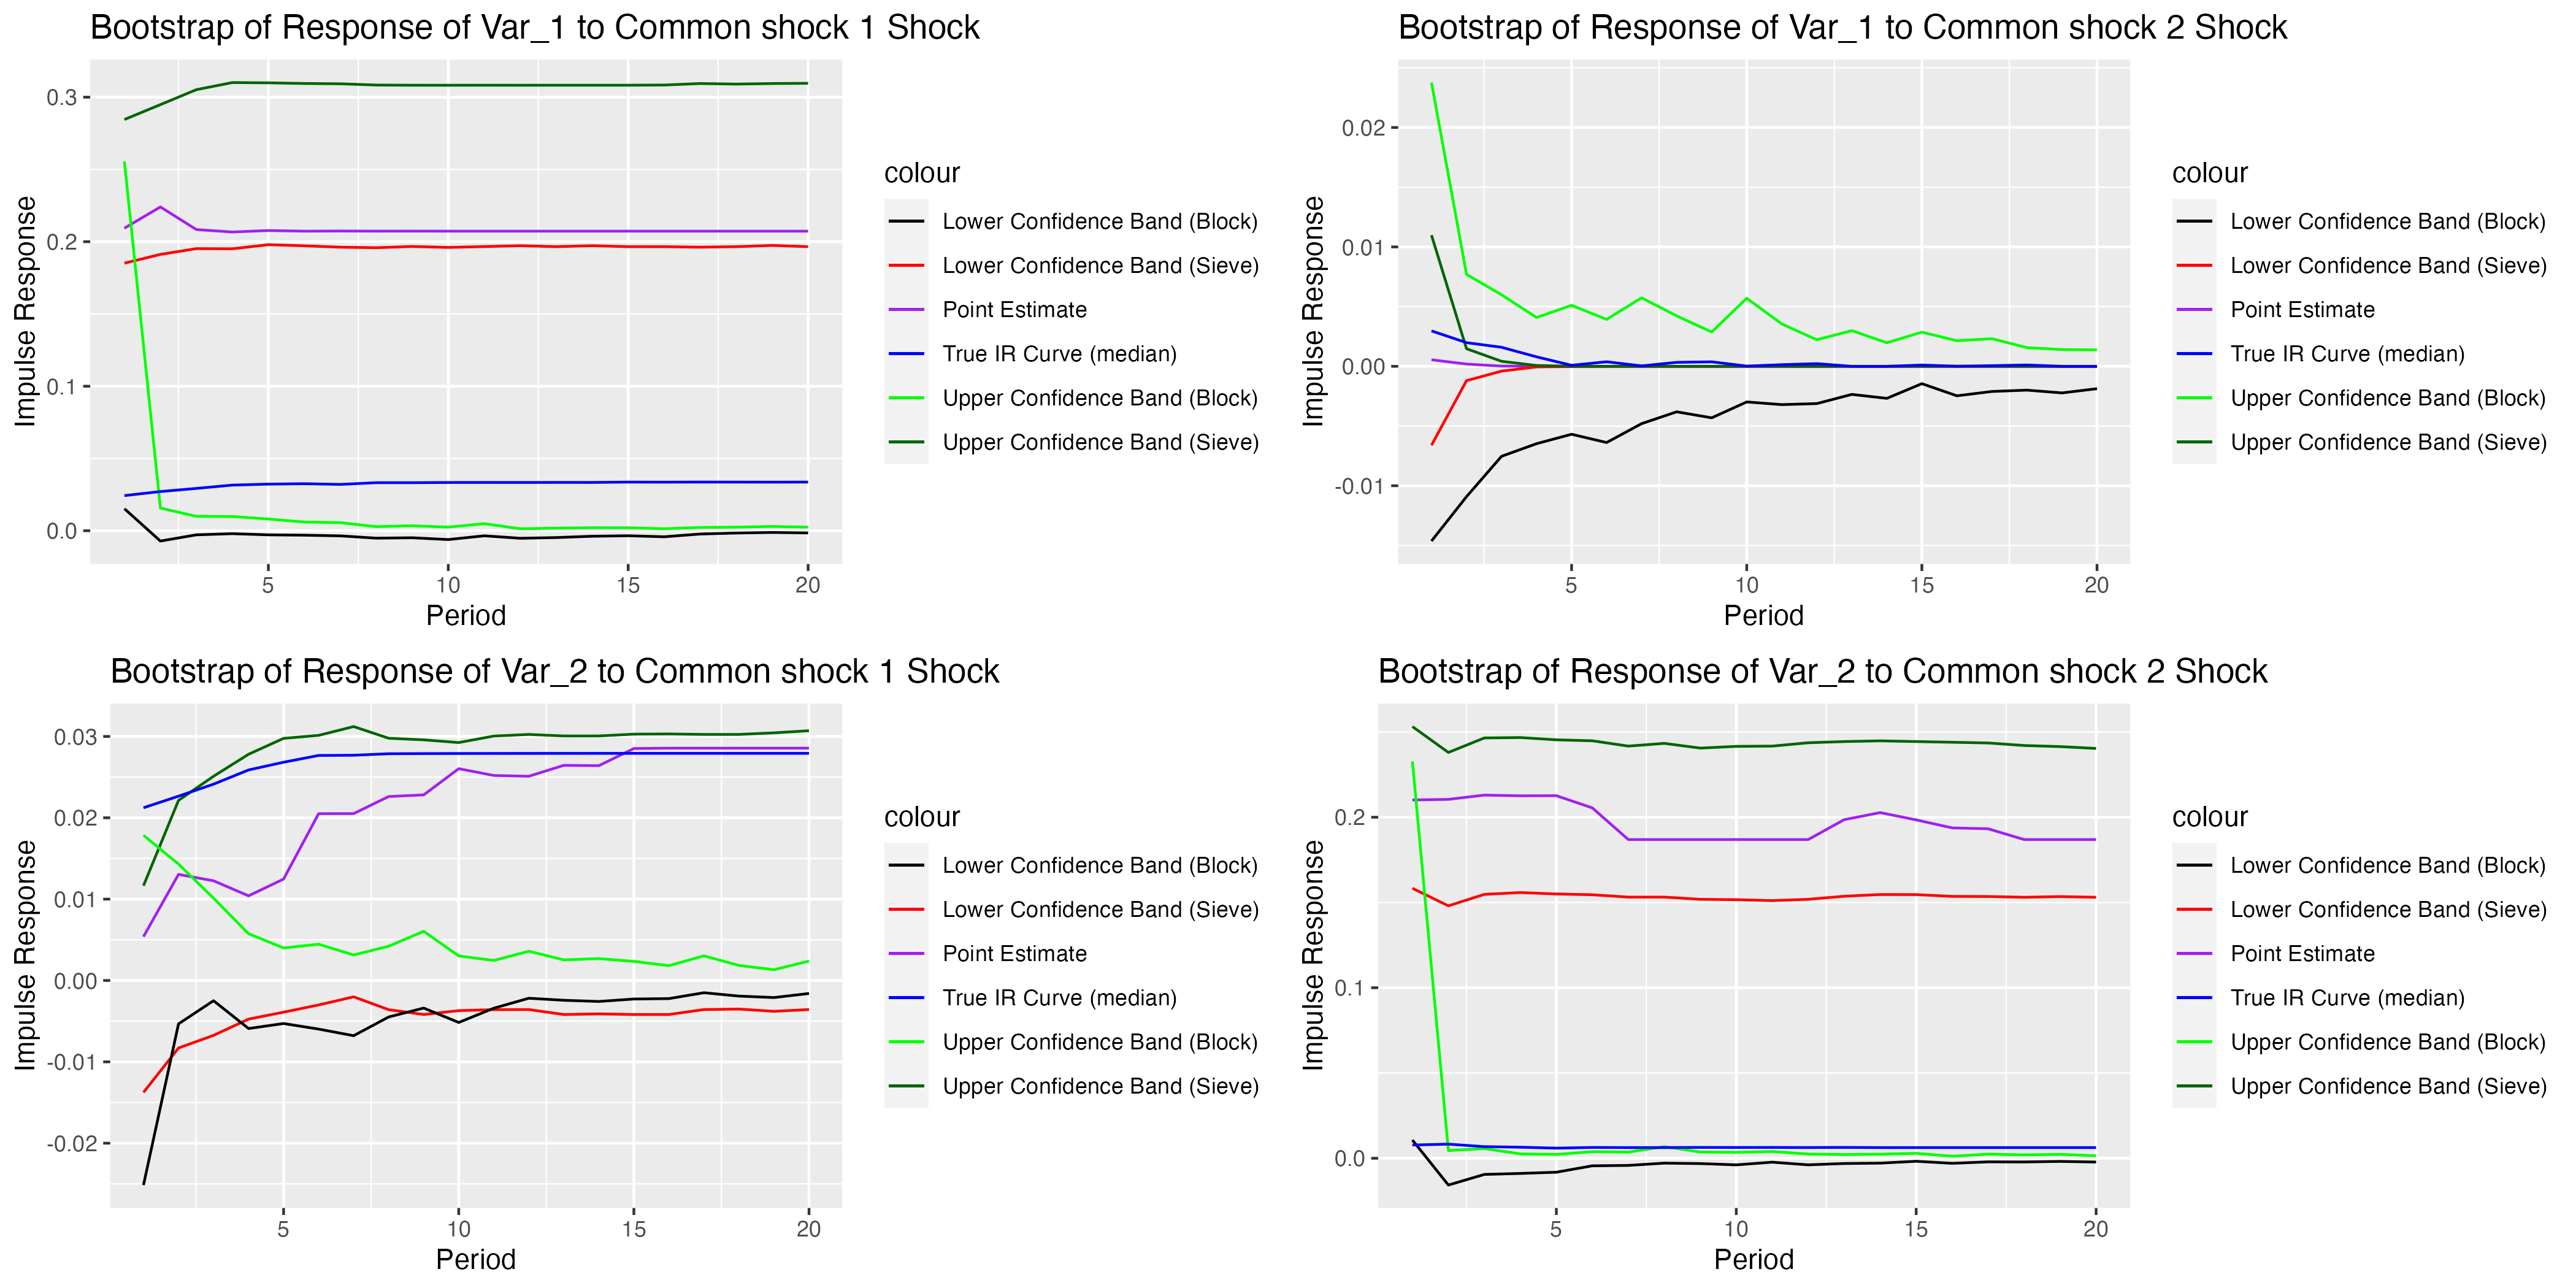 Bootstrap of Response of Var_1 to Common shock 1 Shock
0.3
0.2
0.1
0.0
Impulse Response
5 10 15 20
Period
colour
Lower Confidence Band (Block)
Lower Confidence Band (Sieve)
Point Estimate
True IR Curve (median)
Upper Confidence Band (Block)
Upper Confidence Band (Sieve)
Bootstrap of Response of Var_1 to Common shock 2 Shock
0.02
0.01
0.00
-0.01
Impulse Response
5 10 15 20
Period
colour
Lower Confidence Band (Block)
Lower Confidence Band (Sieve)
Point Estimate
True IR Curve (median)
Upper Confidence Band (Block)
Upper Confidence Band (Sieve)
Bootstrap of Response of Var_2 to Common shock 1 Shock
0.03
0.02
0.01
0.00
-0.01
-0.02
Impulse Response
5 10 15 20
Period
colour
Lower Confidence Band (Block)
Lower Confidence Band (Sieve)
Point Estimate
True IR Curve (median)
Upper Confidence Band (Block)
Upper Confidence Band (Sieve)
Bootstrap of Response of Var_2 to Common shock 2 Shock
0.2
0.1
0.0
Impulse Response
5 10 15 20
Period
colour
Lower Confidence Band (Block)
Lower Confidence Band (Sieve)
Point Estimate
True IR Curve (median)
Upper Confidence Band (Block)
Upper Confidence Band (Sieve)